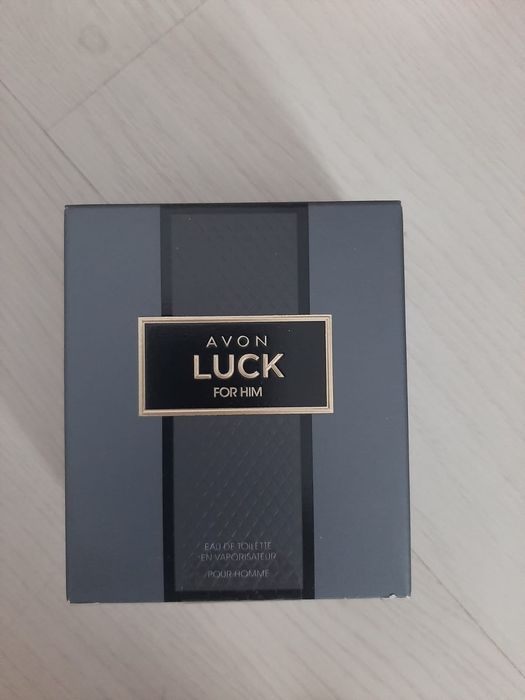 AVON
LUCK
FOR HIM
EAU DE TOILETTE
EN VAPORISATEUR
POUR HOMME